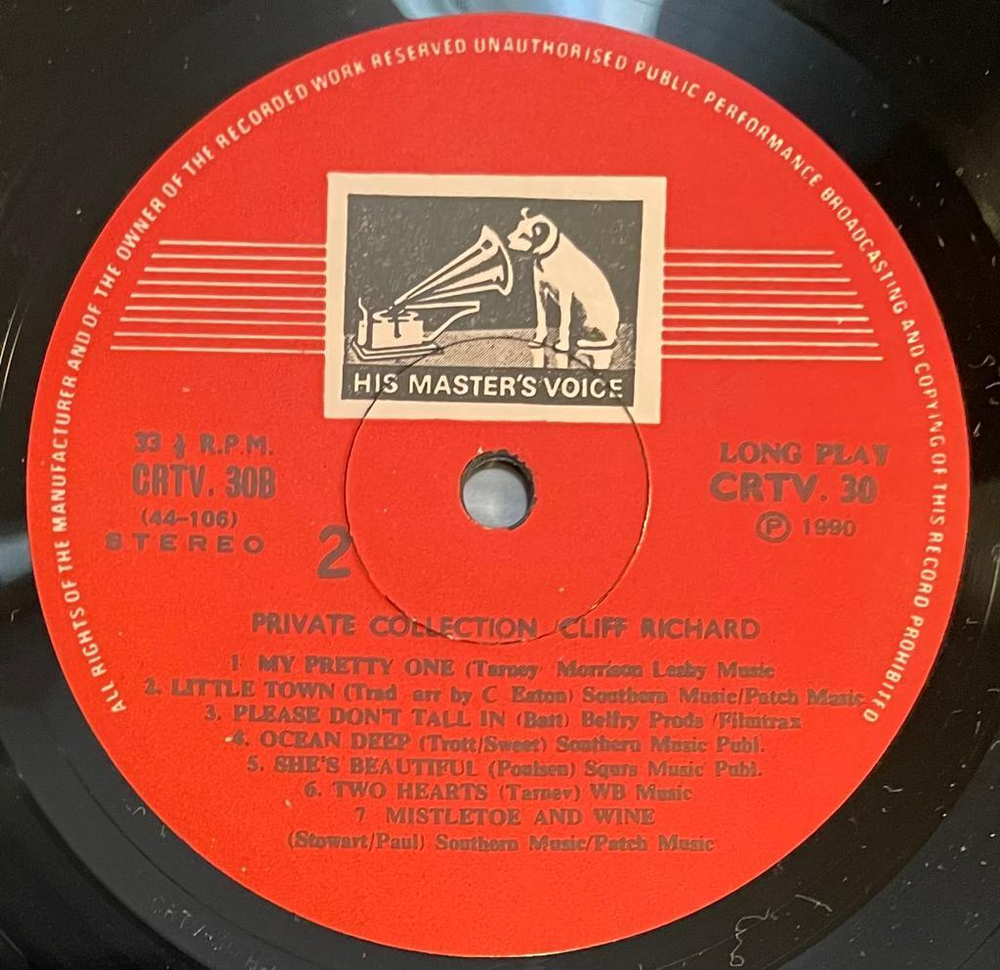 ALL RIGHTS OF THE MANUFACTURER AND OF THE OWNER OF THE RECORDED WORK RESERVED UNAUTHORISED PUBLIC PERFORMANCE BROADCASTING AND COPYING OF THIS RECORD PROHIBITED
HIS MASTER'S VOICE
33 ⅓ R.P.M.
CRTV. 30B
(44-106)
STEREO
2
LONG PLAY
CRTV. 30
Ⓟ 1990
PRIVATE COLLECTION /CLIFF RICHARD
1 MY PRETTY ONE (Tarney Morrison Leahy Music
2. LITTLE TOWN (Trad arr by C Eaton) Southern Music/Patch Music
3. PLEASE DON'T TALL IN (Batt) Belfry Prods /Filmtrax
4. OCEAN DEEP (Trott/Sweet) Southern Music Publ.
5. SHE'S BEAUTIFUL (Poulsen) Squrs Music Publ.
6. TWO HEARTS (Tarney) WB Music
7 MISTLETOE AND WINE
(Stewart/Paul) Southern Music/Patch Music